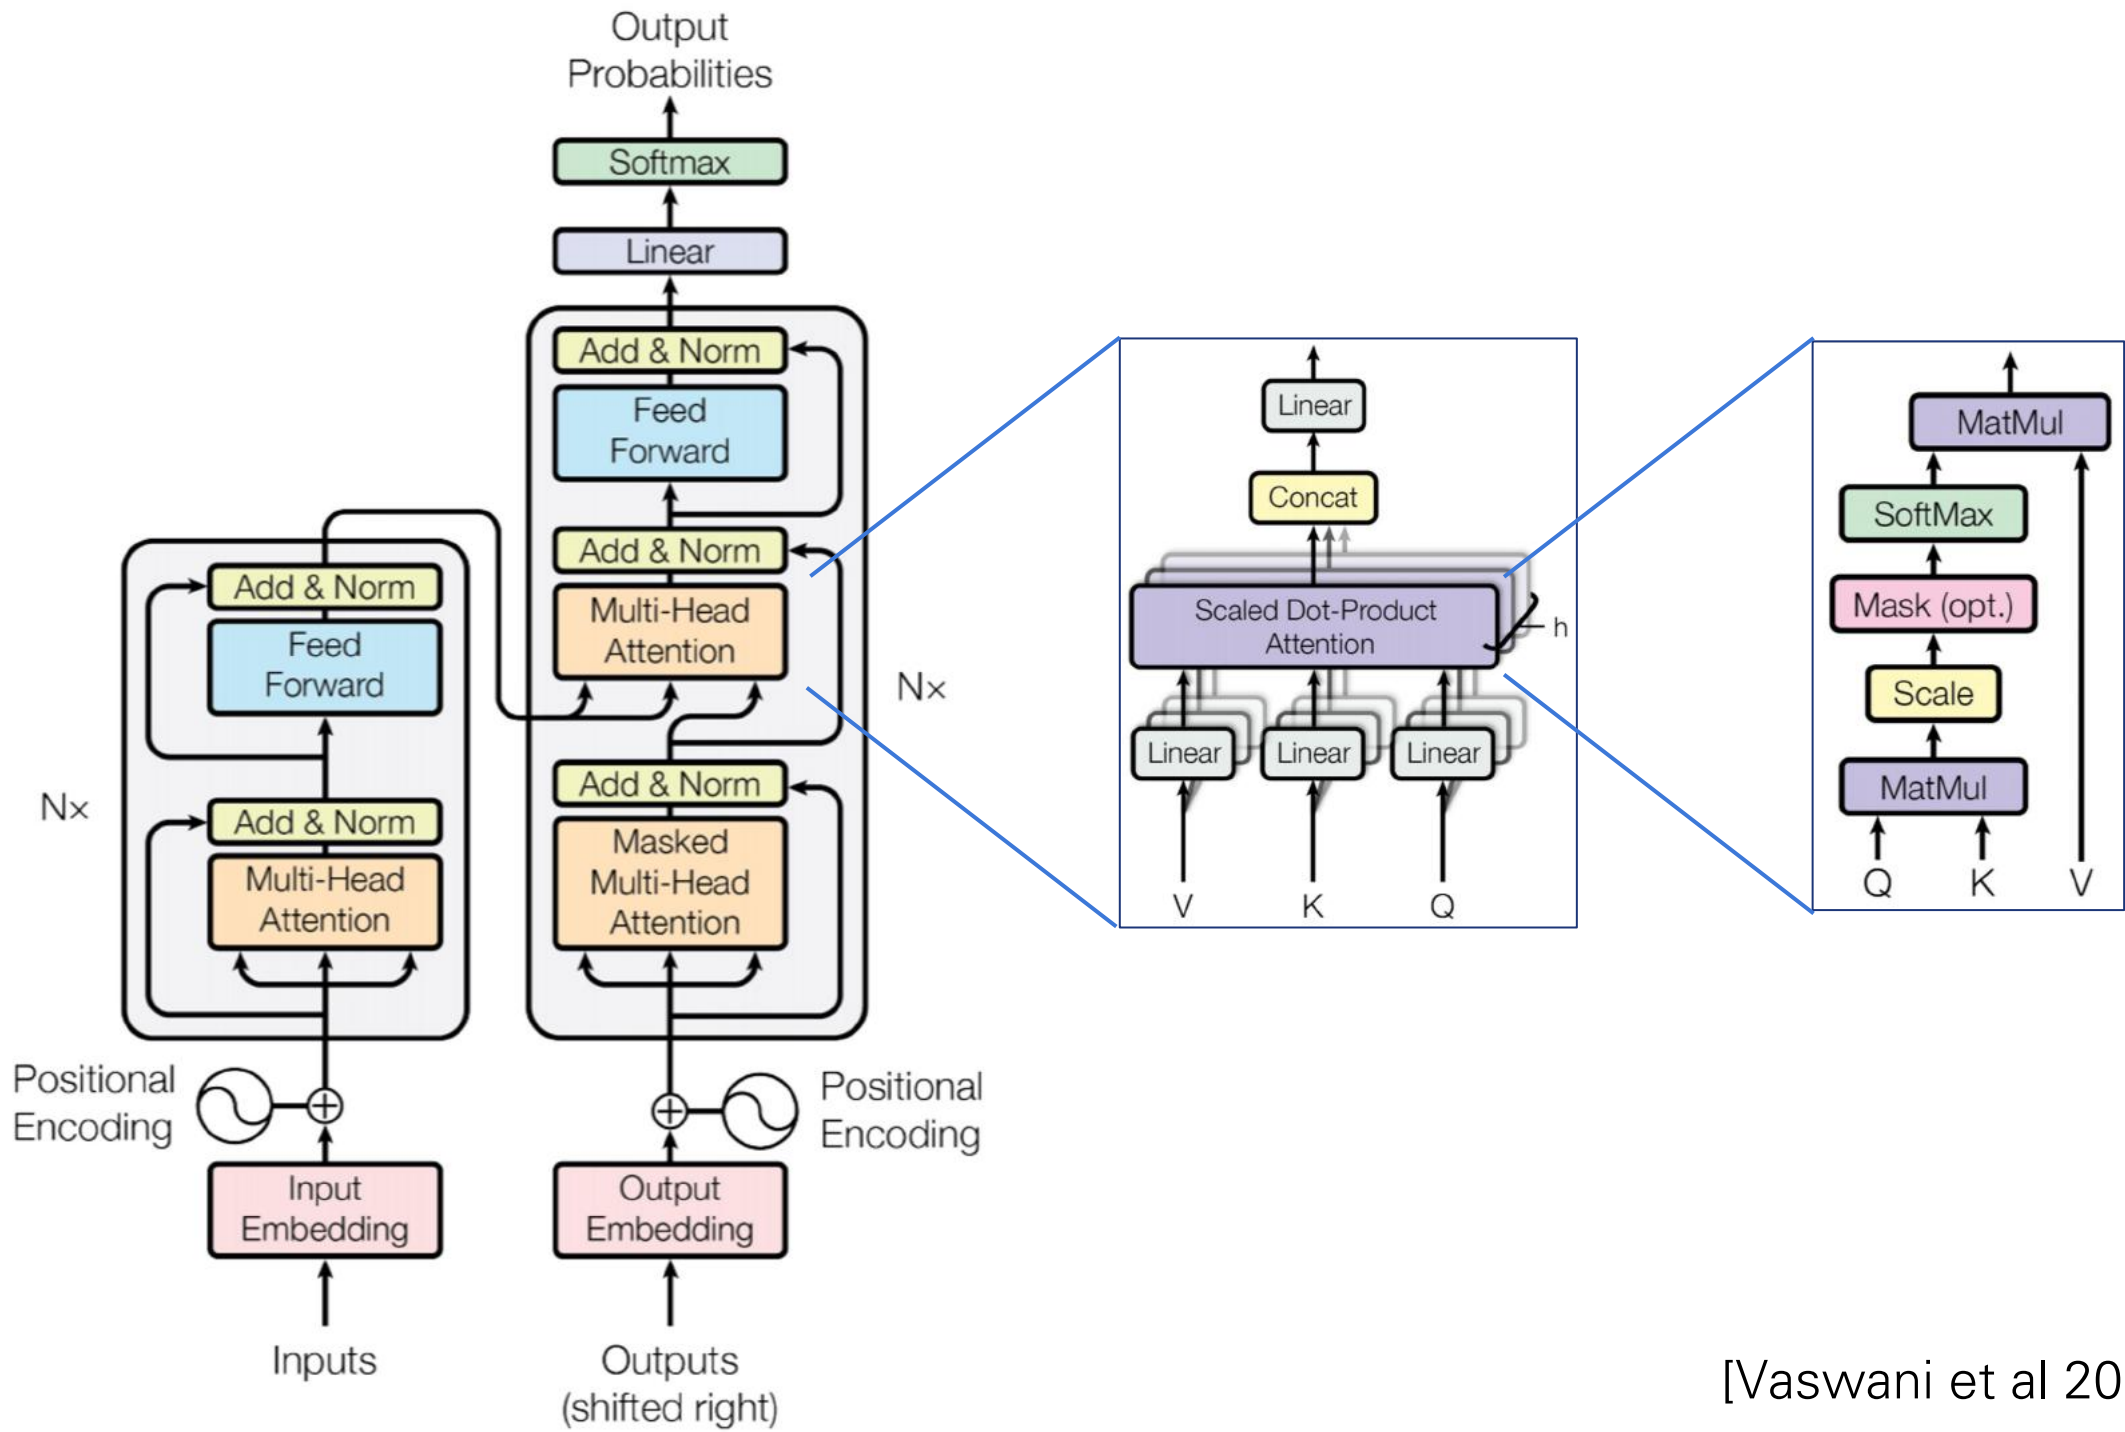 Output
Probabilities
Softmax
Linear
Add & Norm
Feed
Forward
Add & Norm
Multi-Head
Attention
Nx
Add & Norm
Masked
Multi-Head
Attention
Positional
Encoding
Output
Embedding
Outputs
(shifted right)
Add & Norm
Feed
Forward
Nx
Add & Norm
Multi-Head
Attention
Positional
Encoding
Input
Embedding
Inputs
Linear
Concat
Scaled Dot-Product
Attention
h
Linear
Linear
Linear
V
K
Q
MatMul
SoftMax
Mask (opt.)
Scale
MatMul
Q
K
V
[Vaswani et al 20